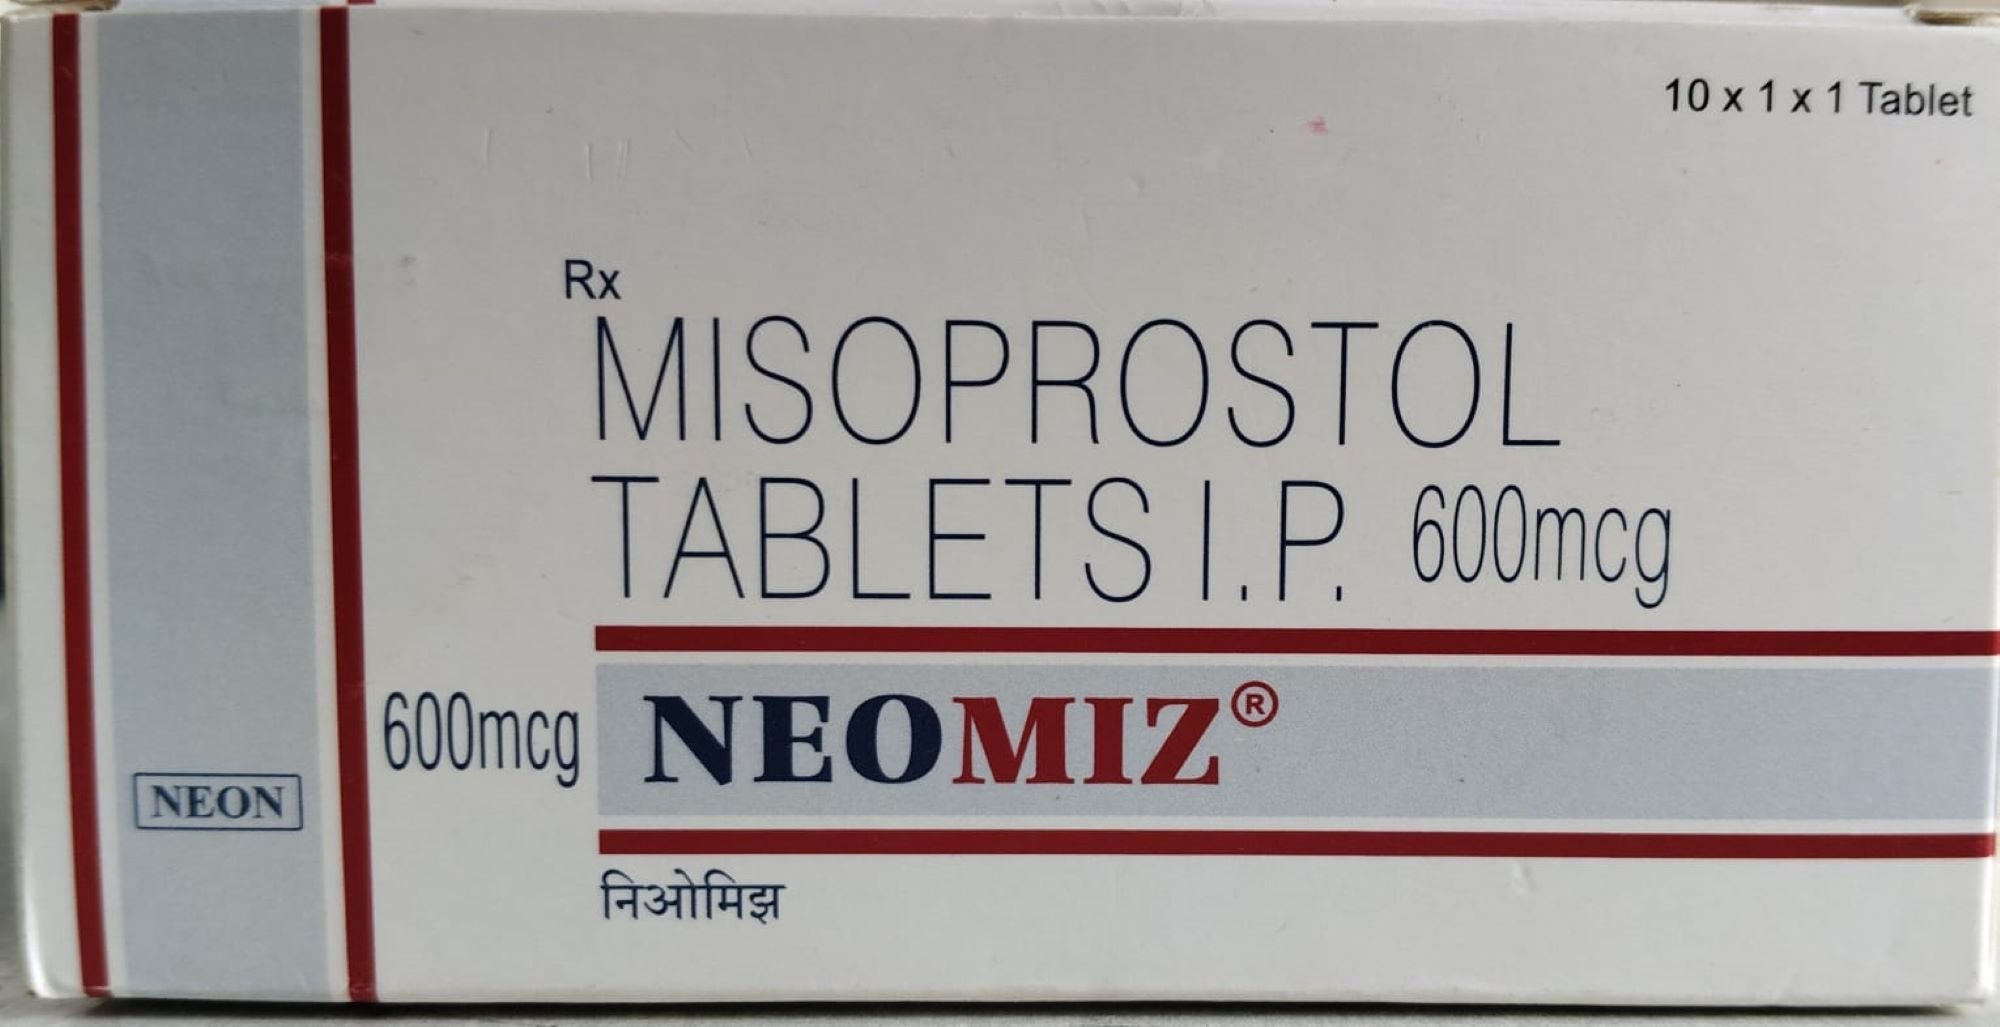 10 x 1 x 1 Tablet
Rx
MISOPROSTOL
TABLETS I.P. 600mcg
600mcg NEOMIZ®
NEON
निओमिझ